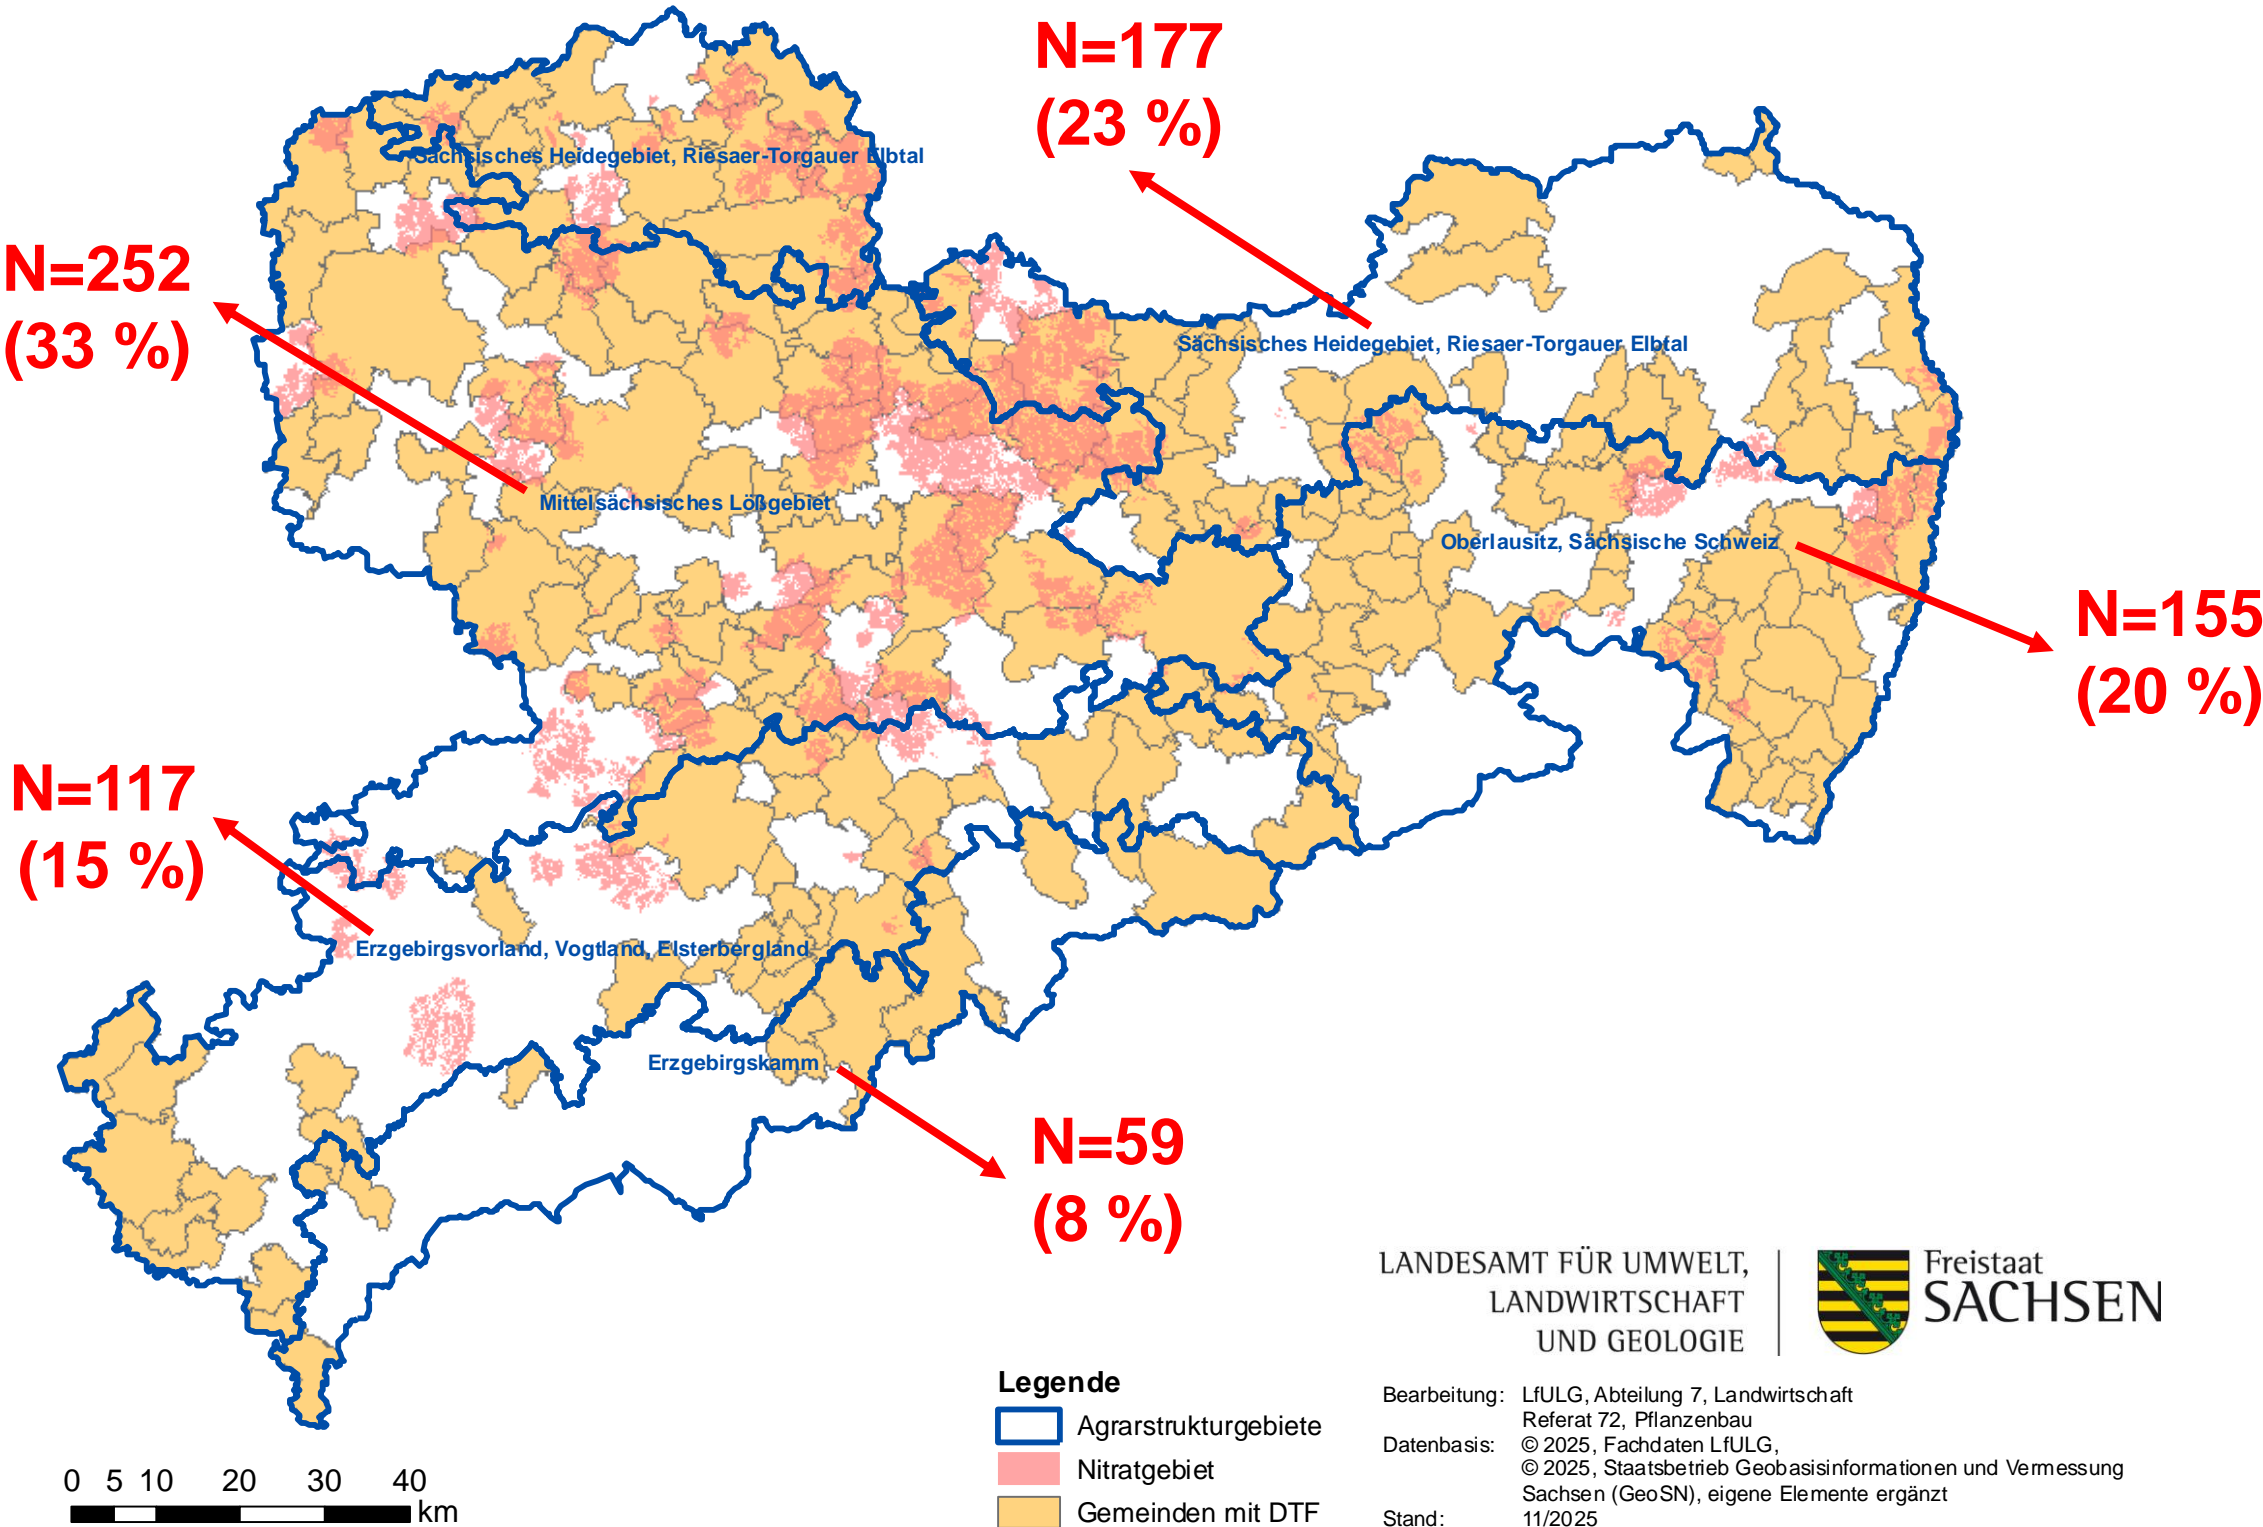 N=177
(23 %)
Sächsisches Heidegebiet, Riesaer-Torgauer Elbtal
N=252
(33 %)
Sächsisches Heidegebiet, Riesaer-Torgauer Elbtal
Mittelsächsisches Lößgebiet
Oberlausitz, Sächsische Schweiz
N=155
(20 %)
N=117
(15 %)
Erzgebirgsvorland, Vogtland, Elsterbergland
Erzgebirgskamm
N=59
(8 %)
LANDESAMT FÜR UMWELT,
LANDWIRTSCHAFT
UND GEOLOGIE
Freistaat
SACHSEN
Legende
Agrarstrukturgebiete
Nitratgebiet
Gemeinden mit DTF
Bearbeitung: LfULG, Abteilung 7, Landwirtschaft
Referat 72, Pflanzenbau
Datenbasis: © 2025, Fachdaten LfULG,
© 2025, Staatsbetrieb Geobasisinformationen und Vermessung
Sachsen (GeoSN), eigene Elemente ergänzt
Stand: 11/2025
0 5 10 20 30 40
km